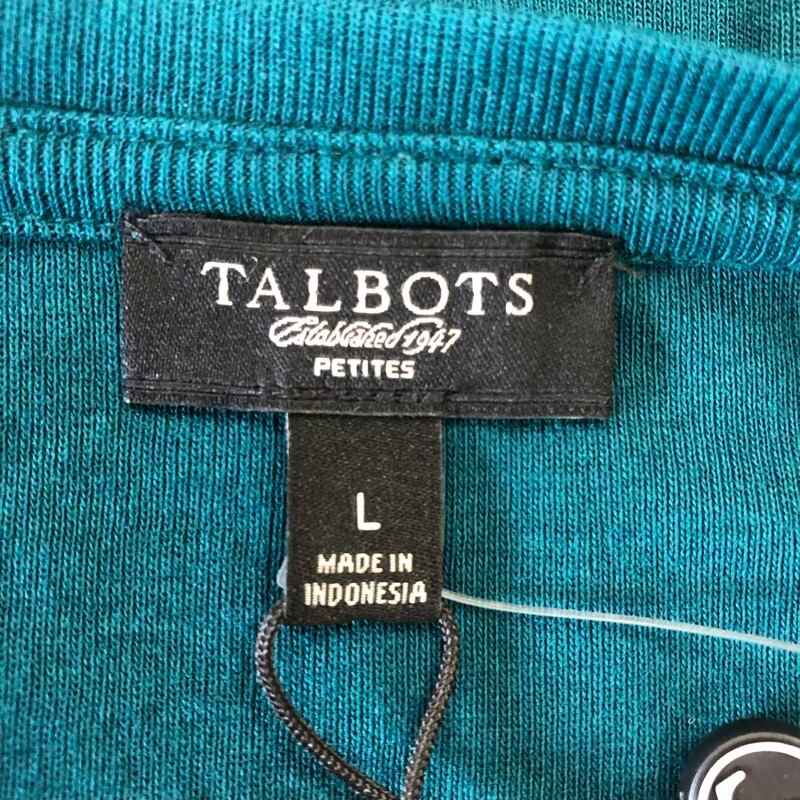 TALBOTS
Established 1947
PETITES
L
MADE IN
INDONESIA